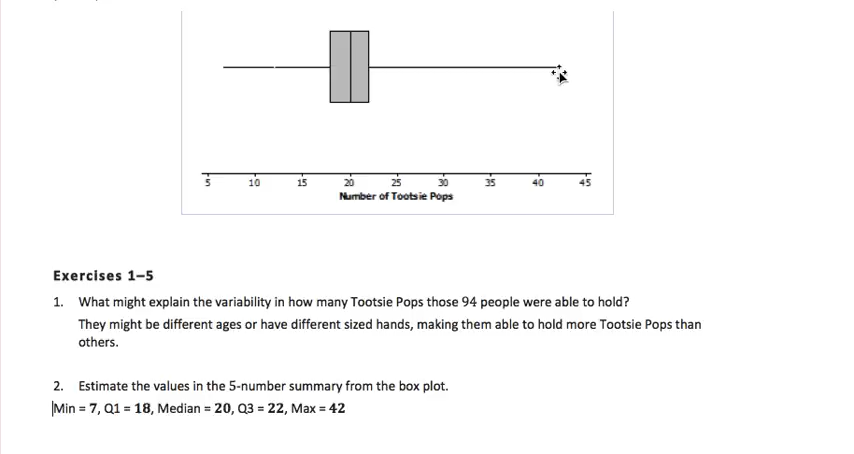 5 10 15 20 25 30 35 40 45
Number of Tootsie Pops
Exercises 1–5
1. What might explain the variability in how many Tootsie Pops those 94 people were able to hold?
They might be different ages or have different sized hands, making them able to hold more Tootsie Pops than
others.
2. Estimate the values in the 5-number summary from the box plot.
Min = 7, Q1 = 18, Median = 20, Q3 = 22, Max = 42